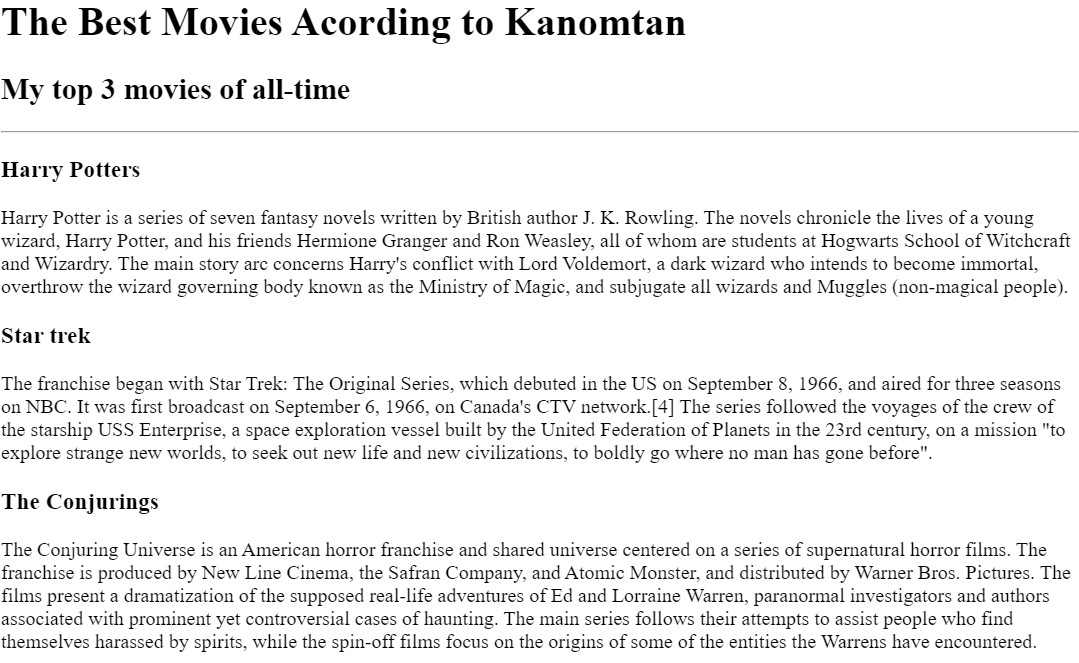 The Best Movies Acording to Kanomtan
My top 3 movies of all-time
Harry Potters
Harry Potter is a series of seven fantasy novels written by British author J. K. Rowling. The novels chronicle the lives of a young
wizard, Harry Potter, and his friends Hermione Granger and Ron Weasley, all of whom are students at Hogwarts School of Witchcraft
and Wizardry. The main story arc concerns Harry's conflict with Lord Voldemort, a dark wizard who intends to become immortal,
overthrow the wizard governing body known as the Ministry of Magic, and subjugate all wizards and Muggles (non-magical people).
Star trek
The franchise began with Star Trek: The Original Series, which debuted in the US on September 8, 1966, and aired for three seasons
on NBC. It was first broadcast on September 6, 1966, on Canada's CTV network.[4] The series followed the voyages of the crew of
the starship USS Enterprise, a space exploration vessel built by the United Federation of Planets in the 23rd century, on a mission "to
explore strange new worlds, to seek out new life and new civilizations, to boldly go where no man has gone before".
The Conjurings
The Conjuring Universe is an American horror franchise and shared universe centered on a series of supernatural horror films. The
franchise is produced by New Line Cinema, the Safran Company, and Atomic Monster, and distributed by Warner Bros. Pictures. The
films present a dramatization of the supposed real-life adventures of Ed and Lorraine Warren, paranormal investigators and authors
associated with prominent yet controversial cases of haunting. The main series follows their attempts to assist people who find
themselves harassed by spirits, while the spin-off films focus on the origins of some of the entities the Warrens have encountered.